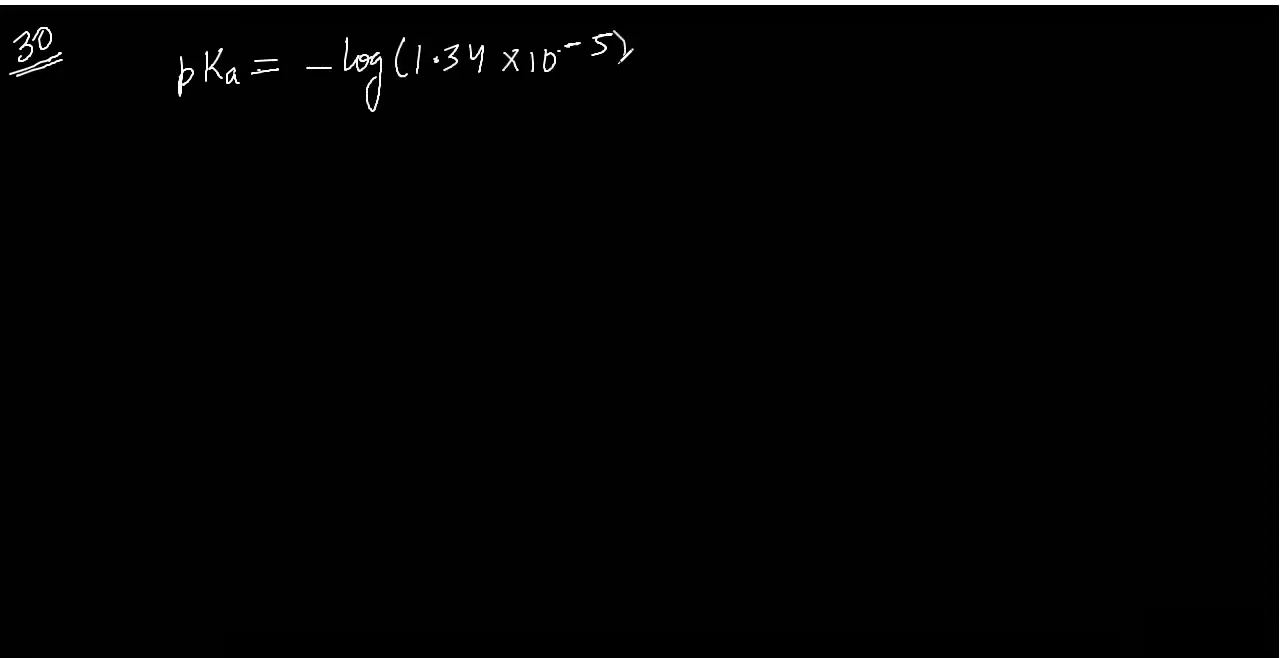 30
pKa = - log(1.34 × 10⁻⁵)